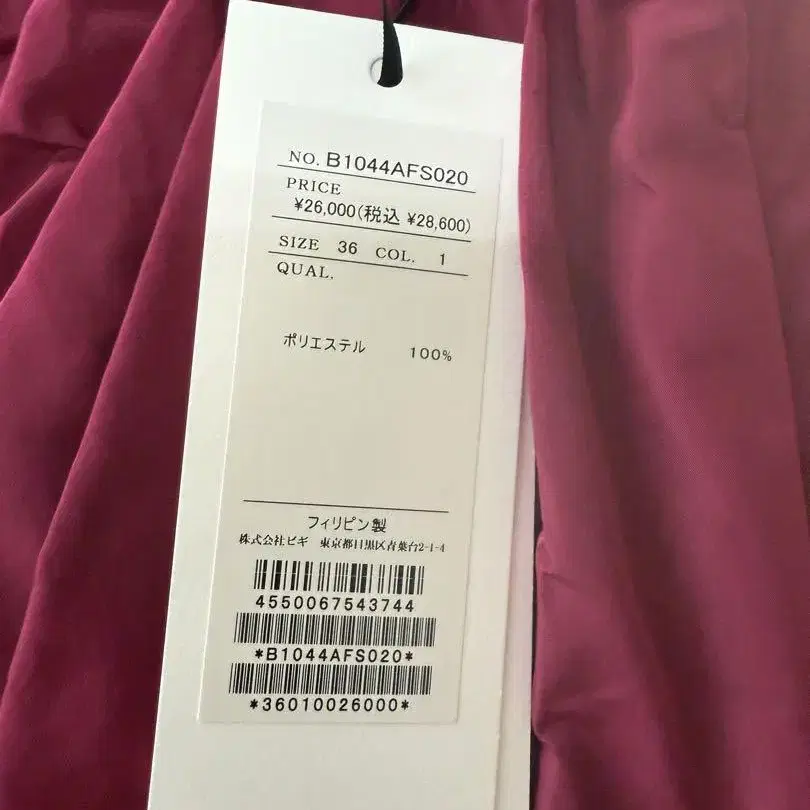 NO. B1044AFS020
PRICE
¥26,000(税込 ¥28,600)
SIZE 36 COL. 1
QUAL.
ポリエステル 100%
フィリピン製
株式会社ビギ 東京都目黒区青葉台2-1-4
4550067543744
*B1044AFS020*
*36010026000*